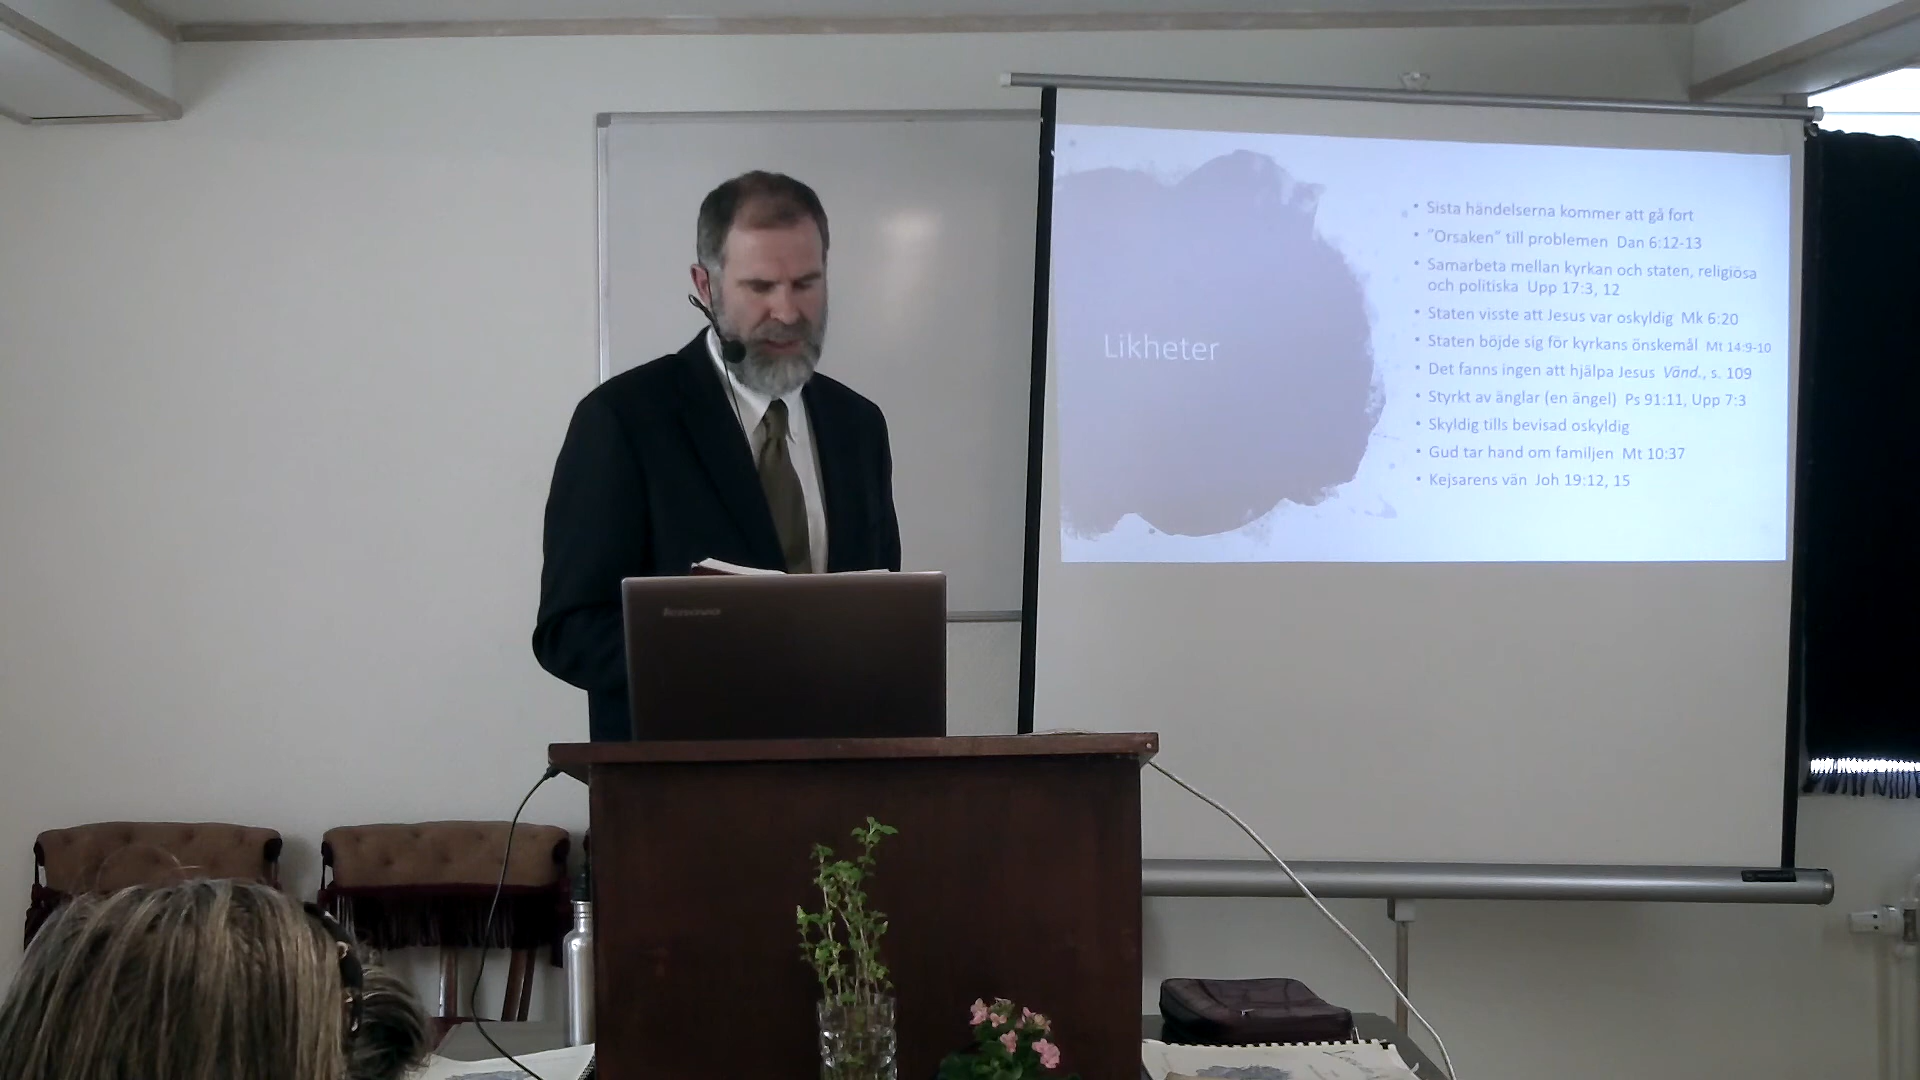 Likheter
• Sista händelserna kommer att gå fort
• "Orsaken" till problemen Dan 6:12-13
• Samarbeta mellan kyrkan och staten, religiösa
och politiska Upp 17:3, 12
• Staten visste att Jesus var oskyldig Mk 6:20
• Staten böjde sig för kyrkans önskemål Mt 14:9-10
• Det fanns ingen att hjälpa Jesus Vänd., s. 109
• Styrkt av änglar (en ängel) Ps 91:11, Upp 7:3
• Skyldig tills bevisad oskyldig
• Gud tar hand om familjen Mt 10:37
• Kejsarens vän Joh 19:12, 15
lenovo